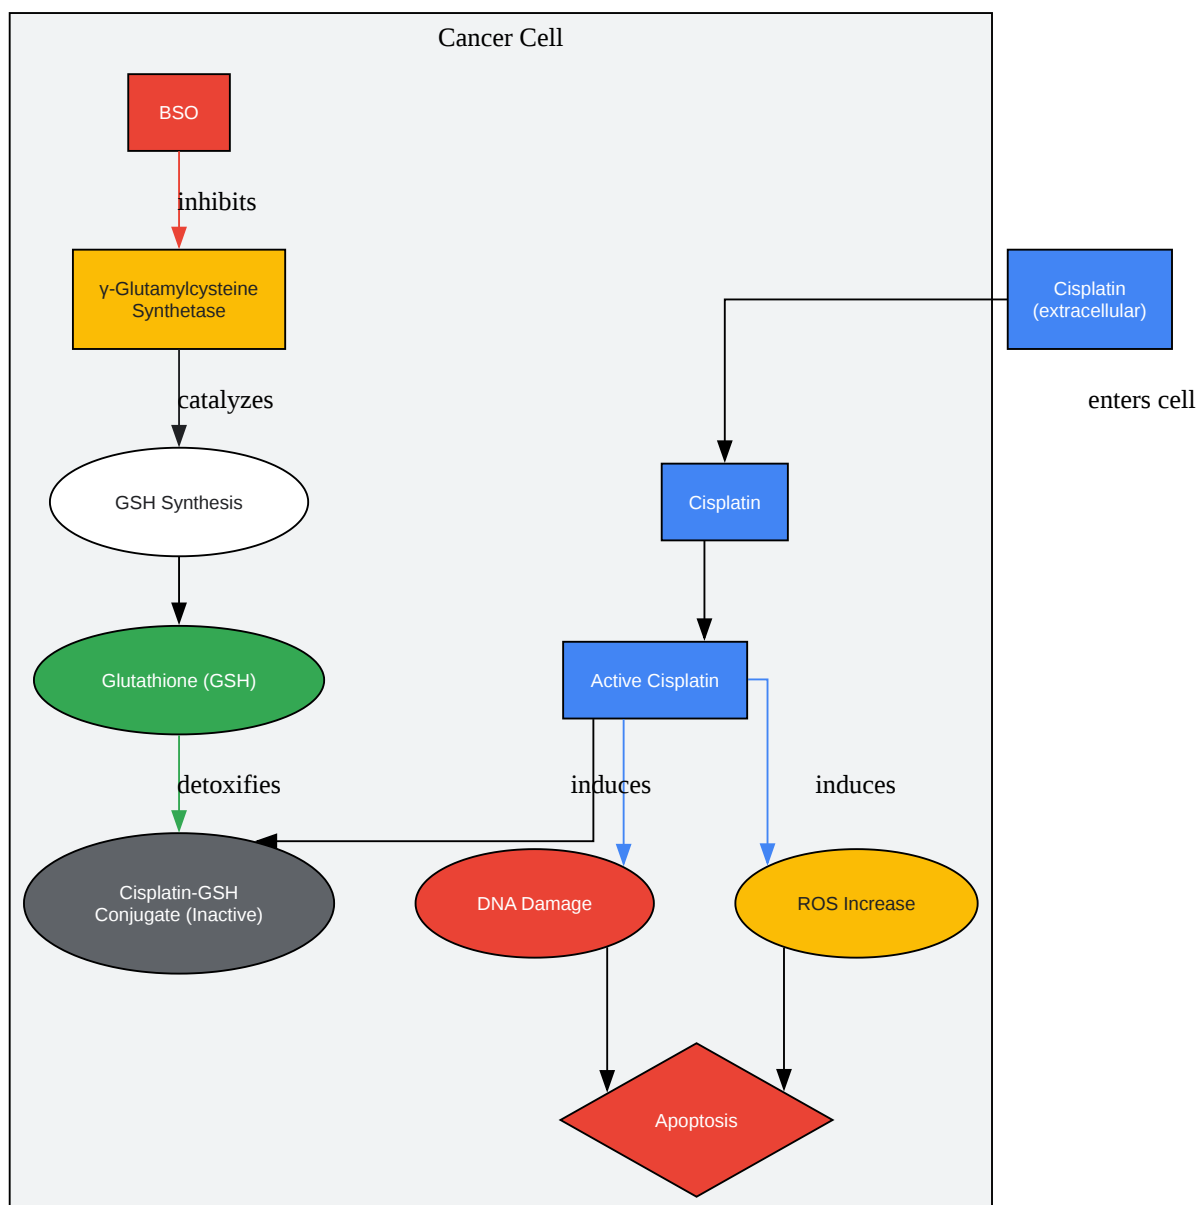 Cancer Cell
BSO
inhibits
γ-Glutamylcysteine
Synthetase
Cisplatin
(extracellular)
catalyzes
enters cell
GSH Synthesis
Cisplatin
Glutathione (GSH)
Active Cisplatin
detoxifies
induces
induces
Cisplatin-GSH
Conjugate (Inactive)
DNA Damage
ROS Increase
Apoptosis